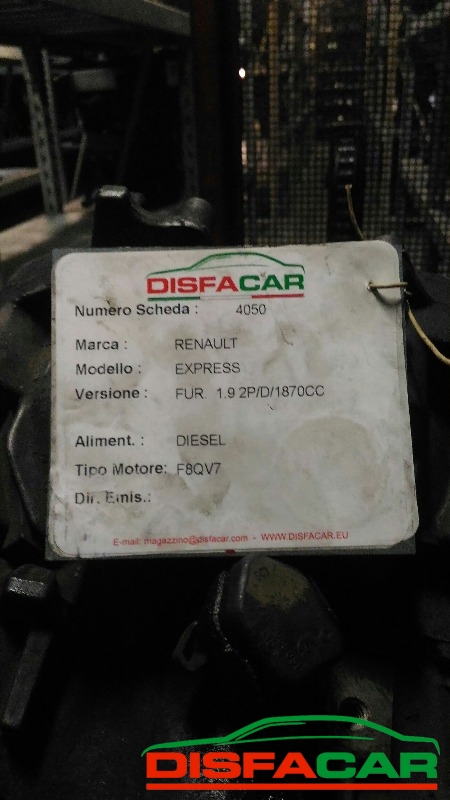 DISFACAR
Numero Scheda : 4050
Marca : RENAULT
Modello : EXPRESS
Versione : FUR. 1.9 2P/D/1870CC
Aliment. : DIESEL
Tipo Motore: F8QV7
Dir. Emis.:
E-mail: magazzino@disfacar.com - WWW.DISFACAR.EU
DISFACAR